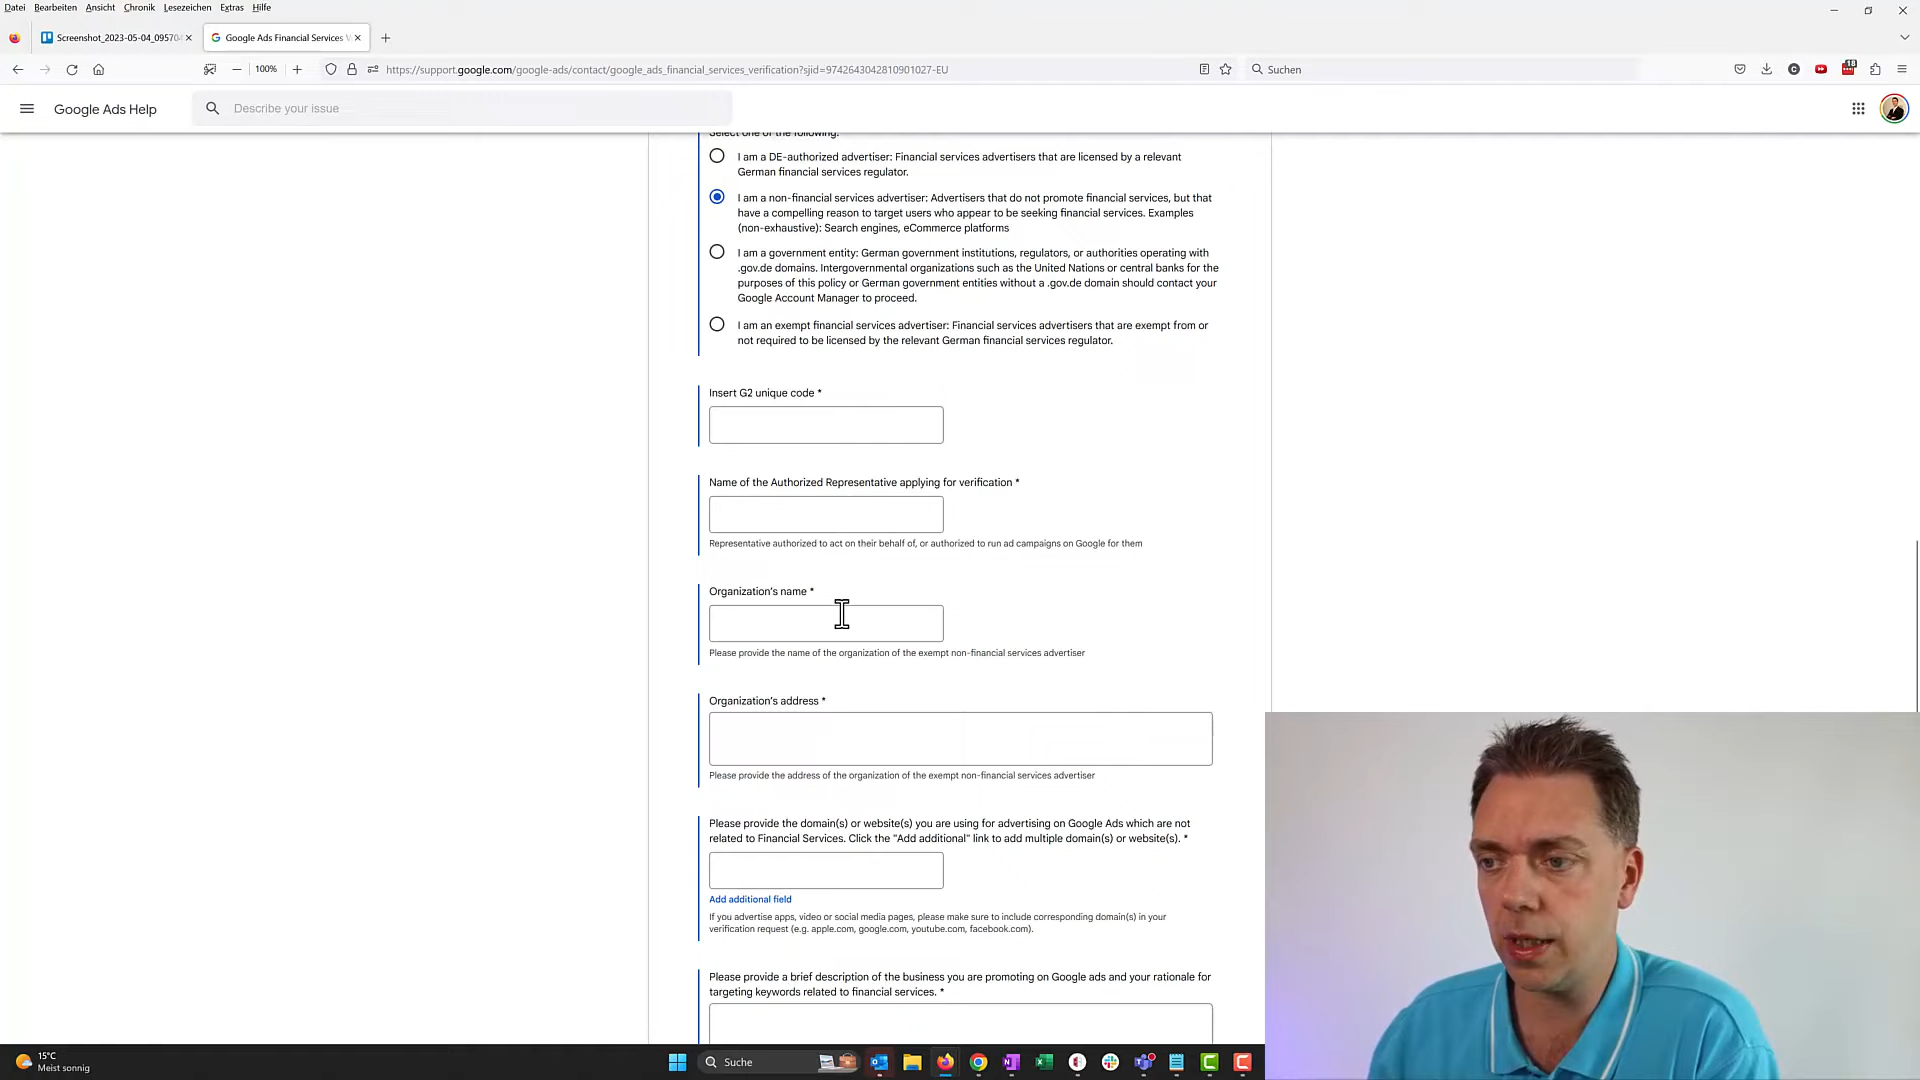 Datei Bearbeiten Ansicht Chronik Lesezeichen Extras Hilfe
Screenshot_2023-05-04_09570
Google Ads Financial Services V
100%
https://support.google.com/google-ads/contact/google_ads_financial_services_verification?sjid=9742643042810901027-EU
Suchen
18
Google Ads Help
Describe your issue
Select one of the following:
I am a DE-authorized advertiser: Financial services advertisers that are licensed by a relevant
German financial services regulator.
I am a non-financial services advertiser: Advertisers that do not promote financial services, but that
have a compelling reason to target users who appear to be seeking financial services. Examples
(non-exhaustive): Search engines, eCommerce platforms
I am a government entity: German government institutions, regulators, or authorities operating with
.gov.de domains. Intergovernmental organizations such as the United Nations or central banks for the
purposes of this policy or German government entities without a .gov.de domain should contact your
Google Account Manager to proceed.
I am an exempt financial services advertiser: Financial services advertisers that are exempt from or
not required to be licensed by the relevant German financial services regulator.
Insert G2 unique code *
Name of the Authorized Representative applying for verification *
Representative authorized to act on their behalf of, or authorized to run ad campaigns on Google for them
Organization's name *
Please provide the name of the organization of the exempt non-financial services advertiser
Organization's address *
Please provide the address of the organization of the exempt non-financial services advertiser
Please provide the domain(s) or website(s) you are using for advertising on Google Ads which are not
related to Financial Services. Click the "Add additional" link to add multiple domain(s) or website(s). *
Add additional field
If you advertise apps, video or social media pages, please make sure to include corresponding domain(s) in your
verification request (e.g. apple.com, google.com, youtube.com, facebook.com).
Please provide a brief description of the business you are promoting on Google ads and your rationale for
targeting keywords related to financial services. *
15°C
Meist sonnig
Suche